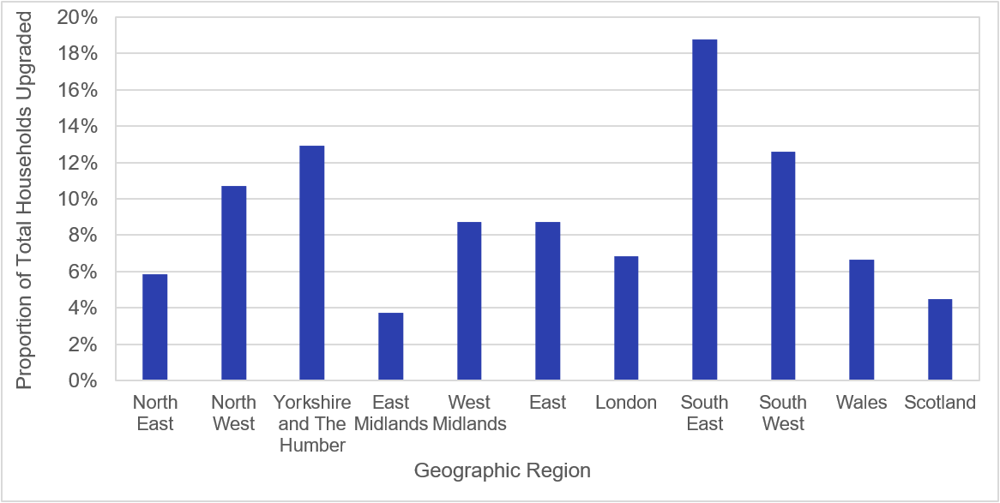 Proportion of Total Households Upgraded
20%
18%
16%
14%
12%
10%
8%
6%
4%
2%
0%
North East
North West
Yorkshire and The Humber
East Midlands
West Midlands
East
London
South East
South West
Wales
Scotland
Geographic Region